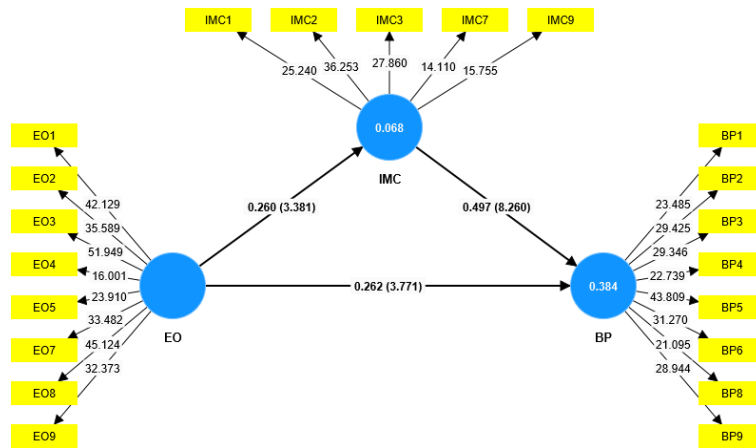 IMC1 IMC2 IMC3 IMC7 IMC9
25.240 36.253 27.860 14.110 15.755
0.068
IMC
EO1
EO2
EO3
EO4
EO5
EO7
EO8
EO9
42.129
35.589
51.949
16.001
23.910
33.482
45.124
32.373
EO
0.260 (3.381)
0.497 (8.260)
0.262 (3.771)
0.384
BP
23.485
29.425
29.346
22.739
43.809
31.270
21.095
28.944
BP1
BP2
BP3
BP4
BP5
BP6
BP8
BP9